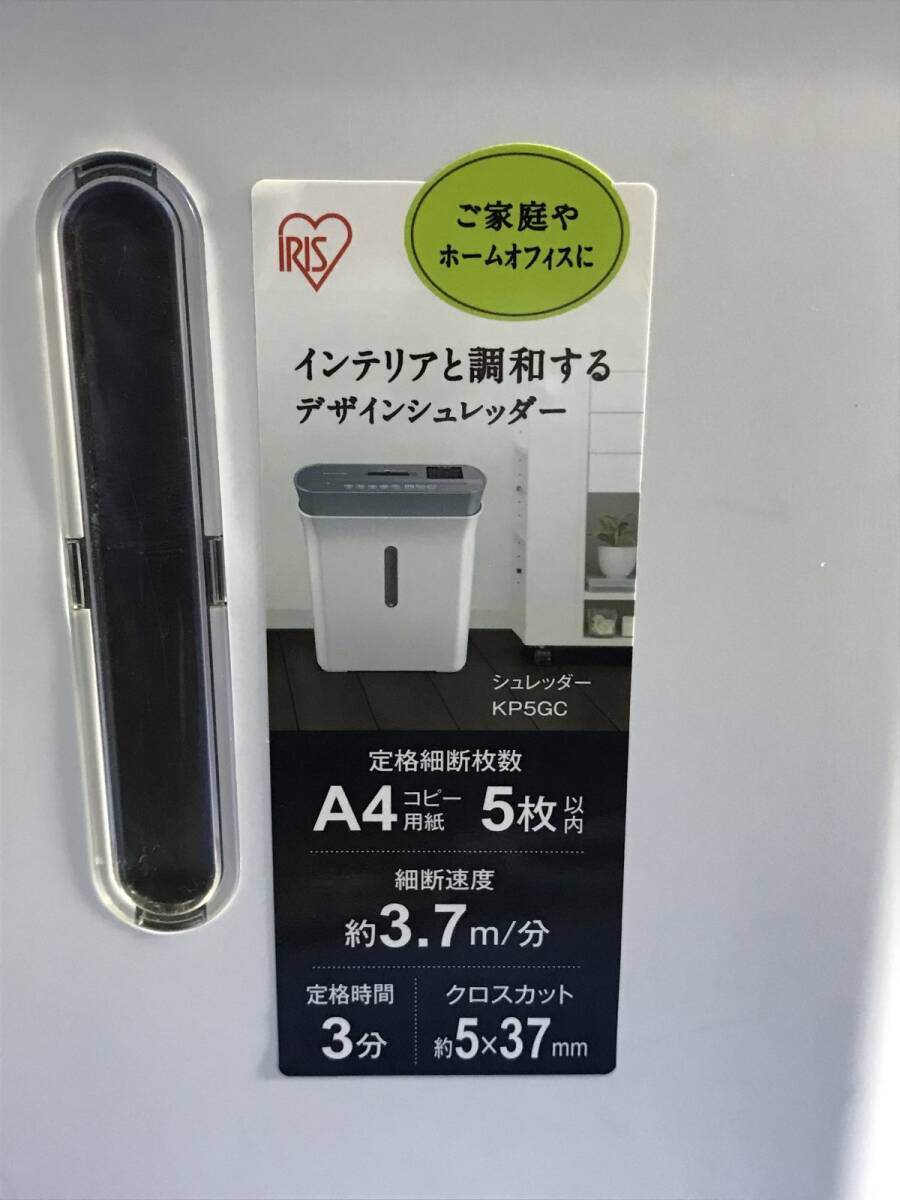 IRIS
ご家庭や
ホームオフィスに
インテリアと調和する
デザインシュレッダー
シュレッダー
KP5GC
定格細断枚数
A4コピー用紙 5枚以内
細断速度
約3.7m/分
定格時間
3分
クロスカット
約5×37mm